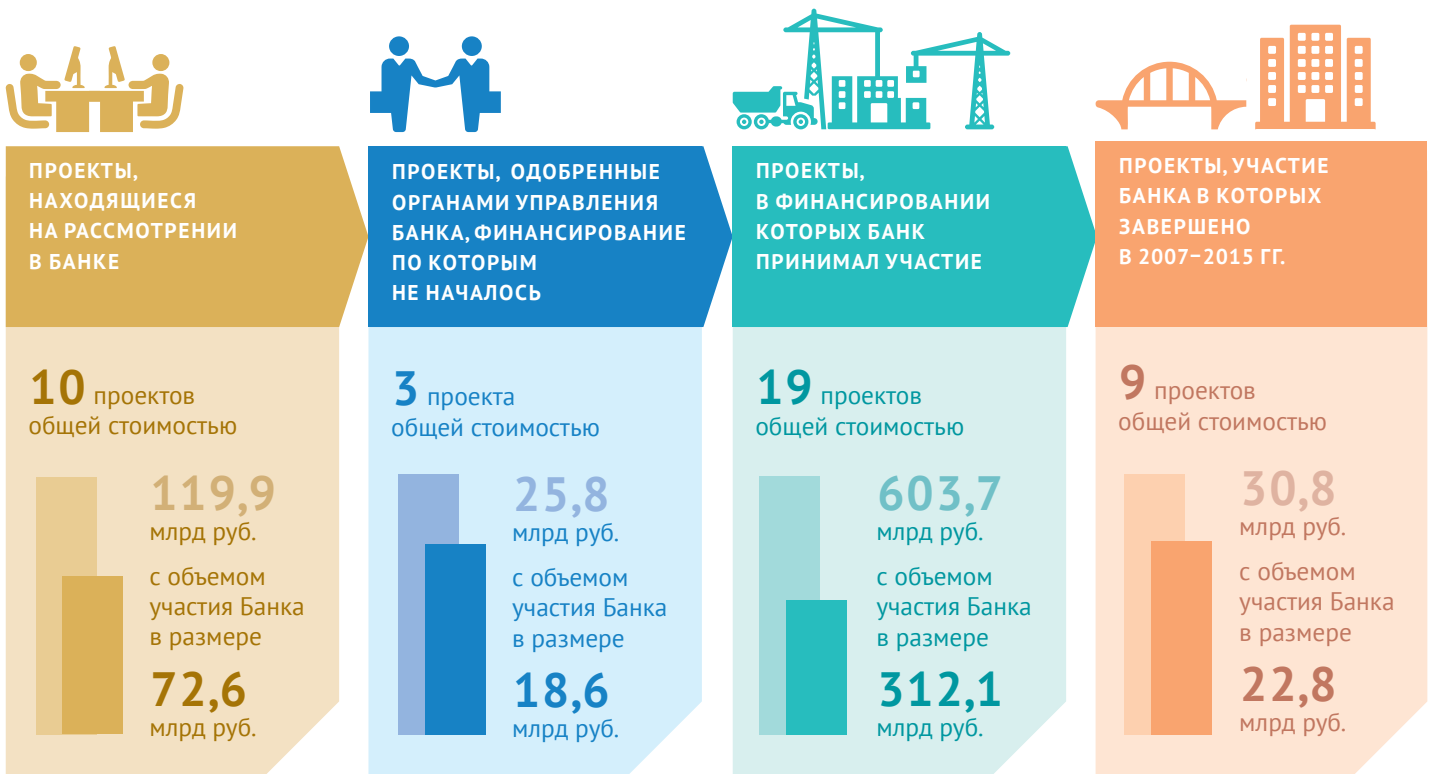 ПРОЕКТЫ,
НАХОДЯЩИЕСЯ
НА РАССМОТРЕНИИ
В БАНКЕ
10 проектов
общей стоимостью
119,9
млрд руб.
с объемом
участия Банка
в размере
72,6
млрд руб.
ПРОЕКТЫ, ОДОБРЕННЫЕ
ОРГАНАМИ УПРАВЛЕНИЯ
БАНКА, ФИНАНСИРОВАНИЕ
ПО КОТОРЫМ
НЕ НАЧАЛОСЬ
3 проекта
общей стоимостью
25,8
млрд руб.
с объемом
участия Банка
в размере
18,6
млрд руб.
ПРОЕКТЫ,
В ФИНАНСИРОВАНИИ
КОТОРЫХ БАНК
ПРИНИМАЛ УЧАСТИЕ
19 проектов
общей стоимостью
603,7
млрд руб.
с объемом
участия Банка
в размере
312,1
млрд руб.
ПРОЕКТЫ, УЧАСТИЕ
БАНКА В КОТОРЫХ
ЗАВЕРШЕНО
В 2007–2015 ГГ.
9 проектов
общей стоимостью
30,8
млрд руб.
с объемом
участия Банка
в размере
22,8
млрд руб.